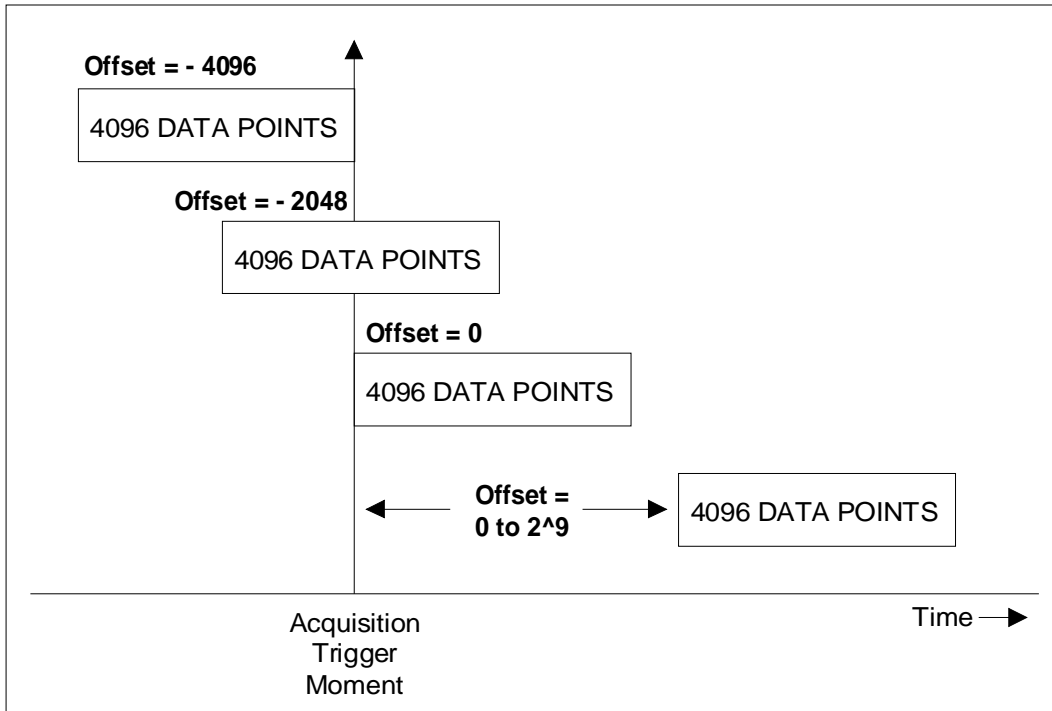 Offset = - 4096
4096 DATA POINTS
Offset = - 2048
4096 DATA POINTS
Offset = 0
4096 DATA POINTS
Offset =
0 to 2^9
4096 DATA POINTS
Time
Acquisition
Trigger
Moment